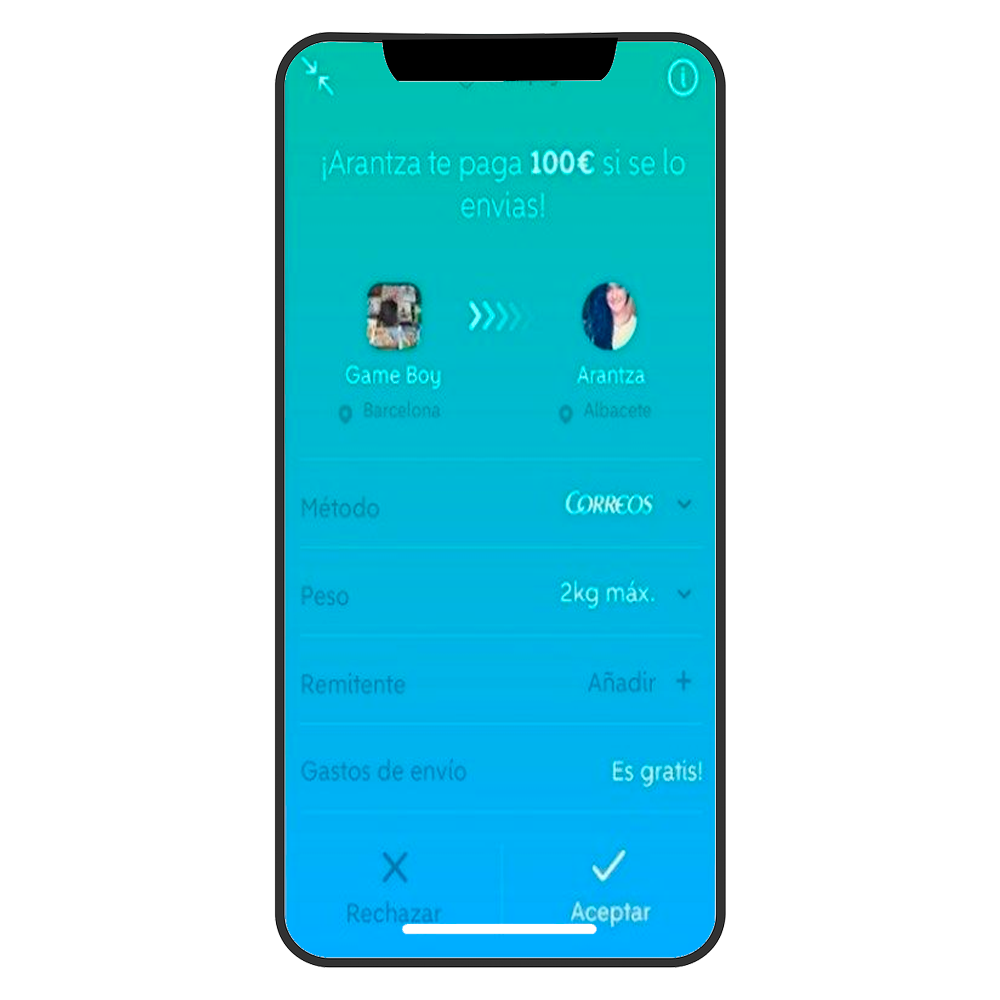 ¡Arantza te paga 100€ si se lo
envias!
Game Boy
Arantza
Barcelona
Albacete
Método
CORREOS
Peso
2kg máx.
Remitente
Añadir +
Gastos de envío
Es gratis!
Rechazar
Aceptar